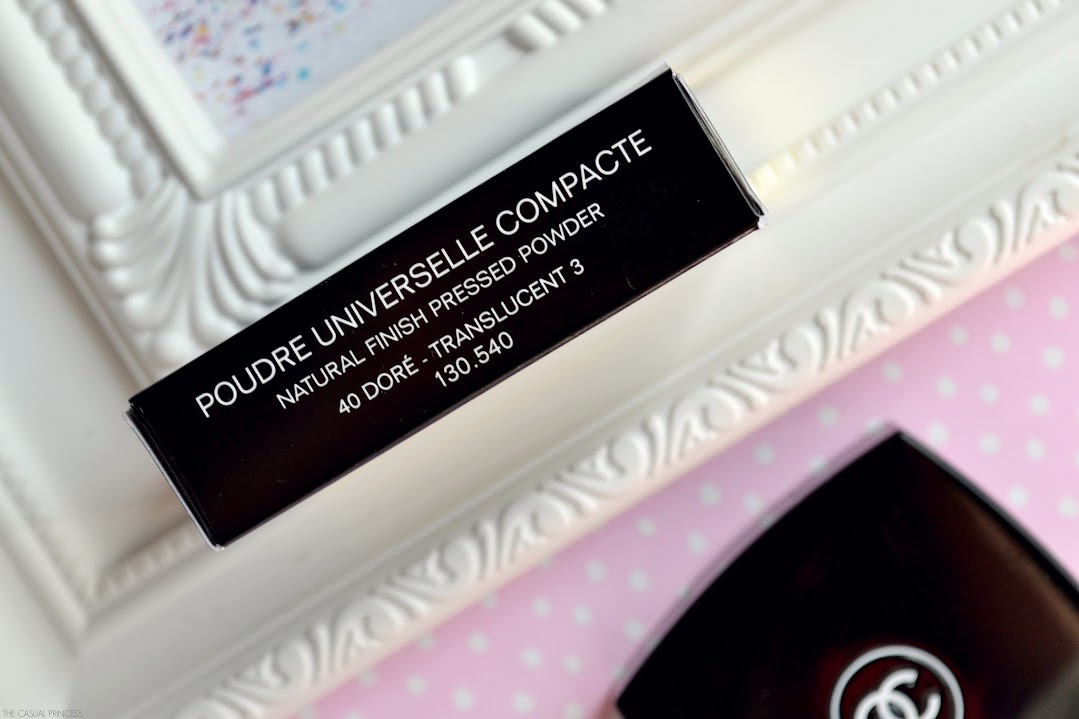 POUDRE UNIVERSELLE COMPACTE
NATURAL FINISH PRESSED POWDER
40 DORÉ - TRANSLUCENT 3
130.540
THE CASUAL PRINCESS